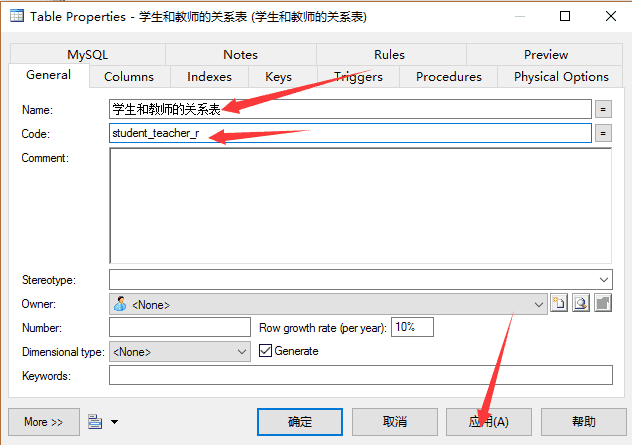 Table Properties - 学生和教师的关系表 (学生和教师的关系表)
MySQL Notes Rules Preview
General Columns Indexes Keys Triggers Procedures Physical Options
Name: 学生和教师的关系表 =
Code: student_teacher_r =
Comment:
Stereotype:
Owner: <None>
Number: Row growth rate (per year): 10%
Dimensional type: <None> Generate
Keywords:
More >> 确定 取消 应用(A) 帮助